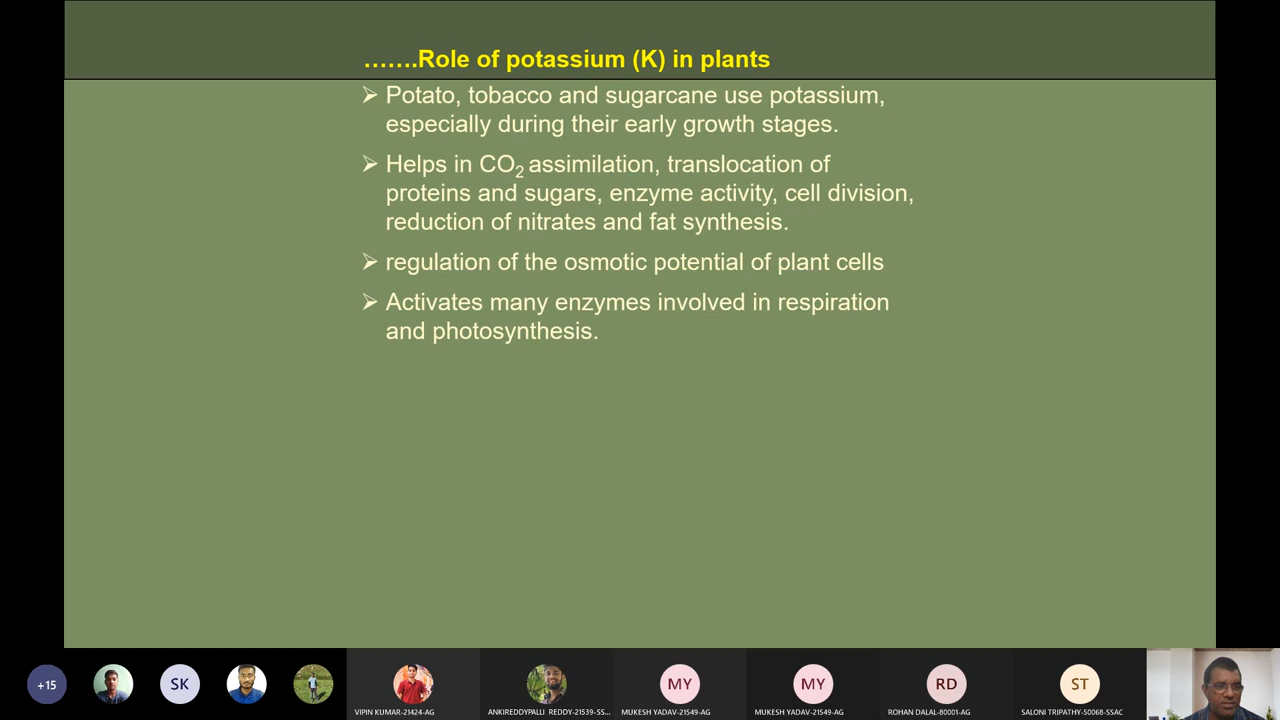 …….Role of potassium (K) in plants
➢ Potato, tobacco and sugarcane use potassium,
especially during their early growth stages.
➢ Helps in CO2 assimilation, translocation of
proteins and sugars, enzyme activity, cell division,
reduction of nitrates and fat synthesis.
➢ regulation of the osmotic potential of plant cells
➢ Activates many enzymes involved in respiration
and photosynthesis.
+15
SK
MY
MY
RD
ST
VIPIN KUMAR-21424-AG
ANKIREDDYPALLI REDDY-21539-SS...
MUKESH YADAV-21549-AG
MUKESH YADAV-21549-AG
ROHAN DALAL-80001-AG
SALONI TRIPATHY-50068-SSAC